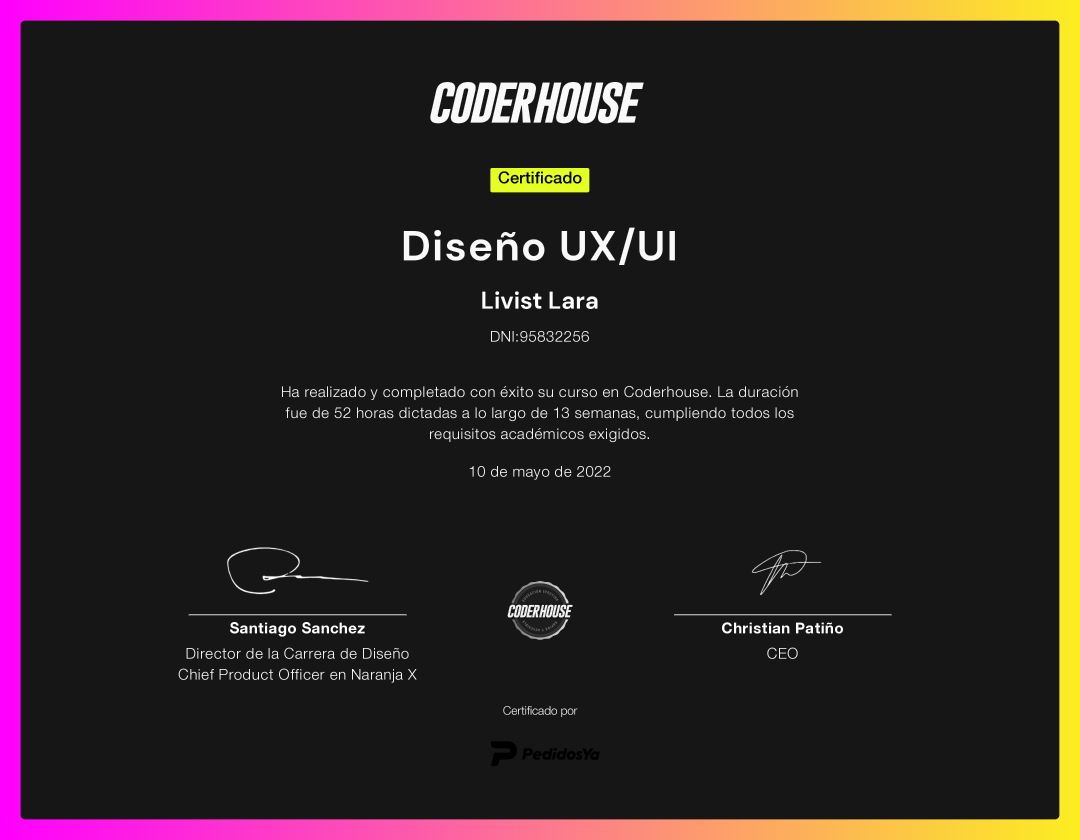 CODERHOUSE
Certificado
Diseño UX/UI
Livist Lara
DNI:95832256
Ha realizado y completado con éxito su curso en Coderhouse. La duración
fue de 52 horas dictadas a lo largo de 13 semanas, cumpliendo todos los
requisitos académicos exigidos.
10 de mayo de 2022
Santiago Sanchez
Director de la Carrera de Diseño
Chief Product Officer en Naranja X
CODERHOUSE
Christian Patiño
CEO
Certificado por
PedidosYa